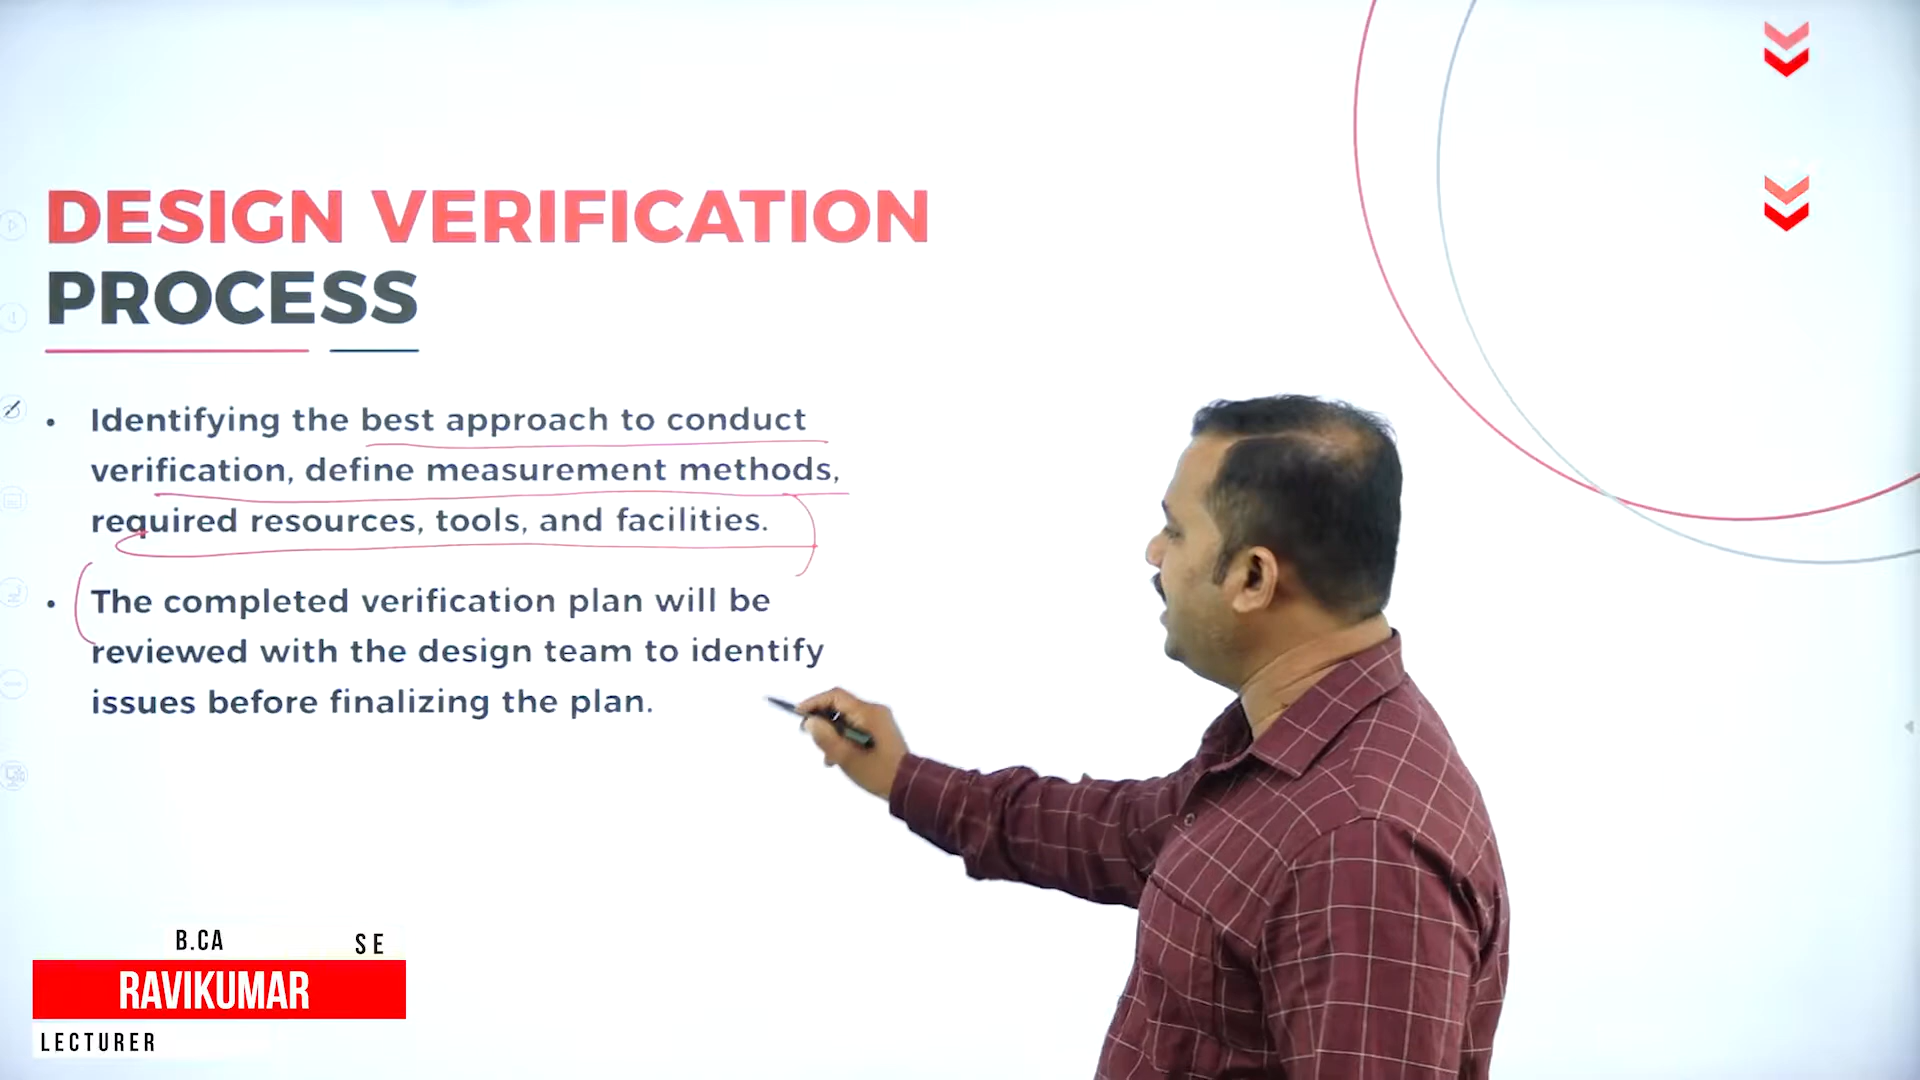 DESIGN VERIFICATION
PROCESS
• Identifying the best approach to conduct
verification, define measurement methods,
required resources, tools, and facilities.
• The completed verification plan will be
reviewed with the design team to identify
issues before finalizing the plan.
B.CA SE
RAVIKUMAR
LECTURER